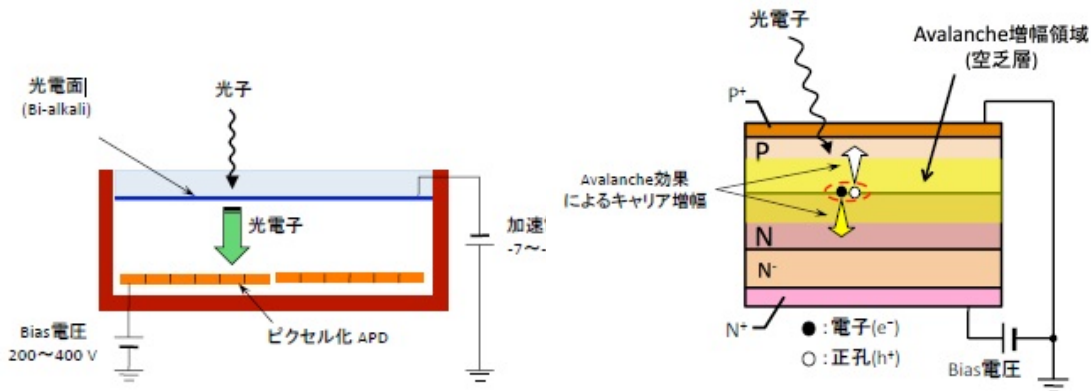 光電面
(Bi-alkali)
光子
光電子
加速
-7～-
Bias電圧
200～400 V
ピクセル化 APD
光電子
Avalanche増幅領域
(空乏層)
P⁺
P
Avalanche効果
によるキャリア増幅
N
N⁻
N⁺
● : 電子(e⁻)
○ : 正孔(h⁺)
Bias電圧